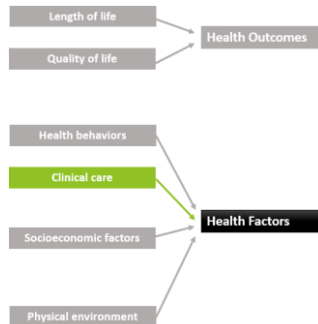 Length of life
Health Outcomes
Quality of life
Health behaviors
Clinical care
Health Factors
Socioeconomic factors
Physical environment